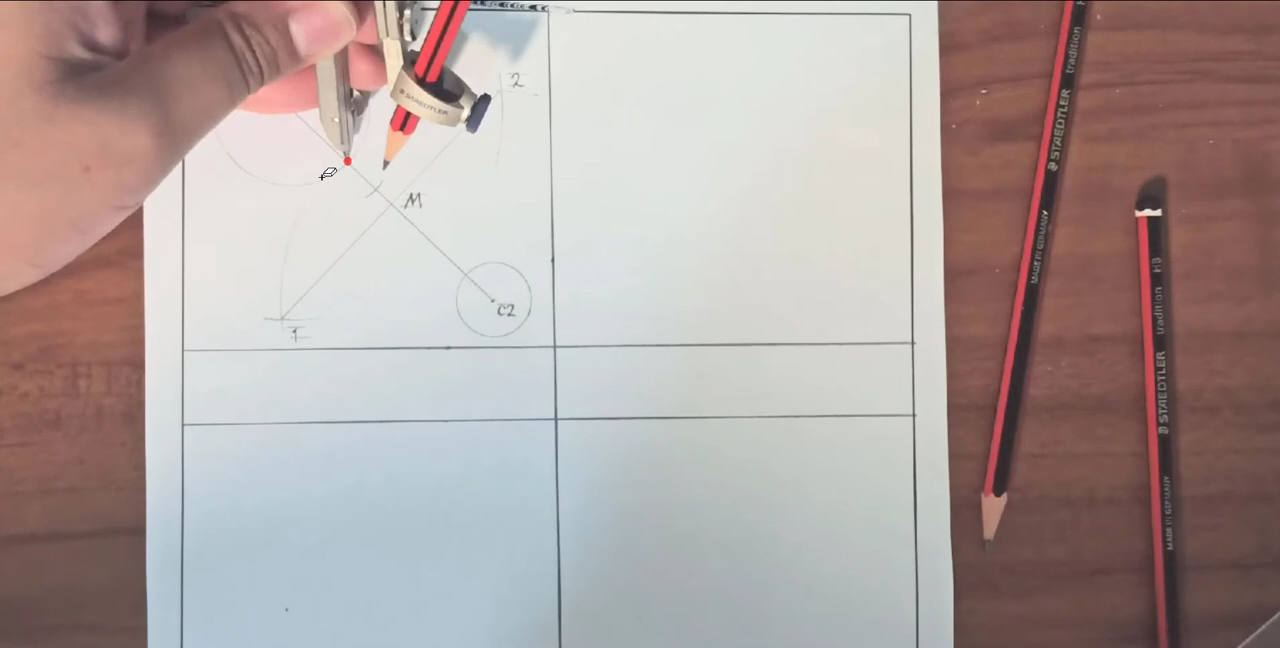 STAEDTLER
2
M
C2
1
STAEDTLER tradition
MADE IN GERMANY
STAEDTLER tradition HB
MADE IN GERMANY